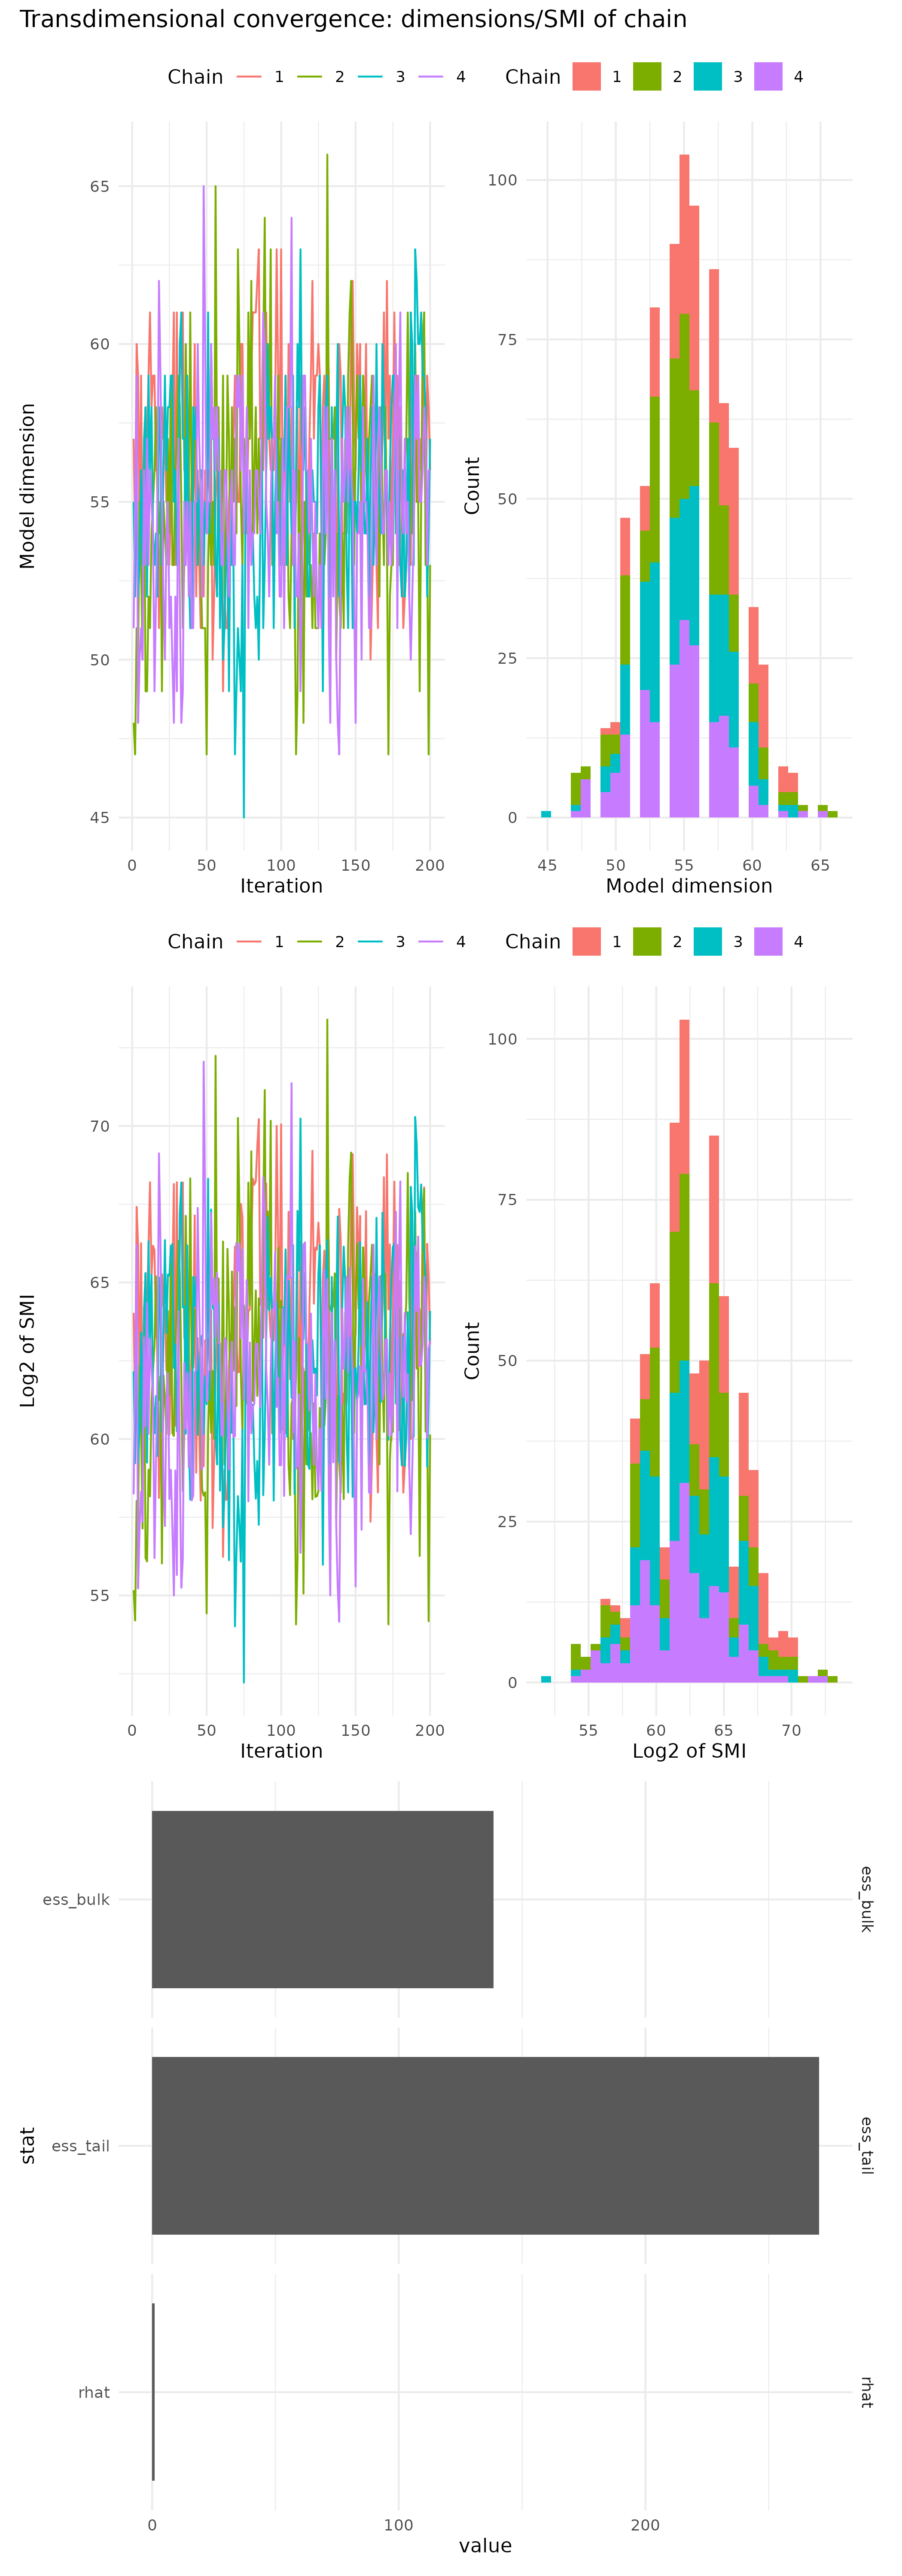 Transdimensional convergence: dimensions/SMI of chain
Chain 1 2 3 4
Chain 1 2 3 4
Model dimension
65
60
55
50
45
0 50 100 150 200
Iteration
Count
100
75
50
25
0
45 50 55 60 65
Model dimension
Chain 1 2 3 4
Chain 1 2 3 4
Log2 of SMI
70
65
60
55
0 50 100 150 200
Iteration
Count
100
75
50
25
0
55 60 65 70
Log2 of SMI
stat
ess_bulk
ess_bulk
ess_tail
ess_tail
rhat
rhat
0 100 200
value